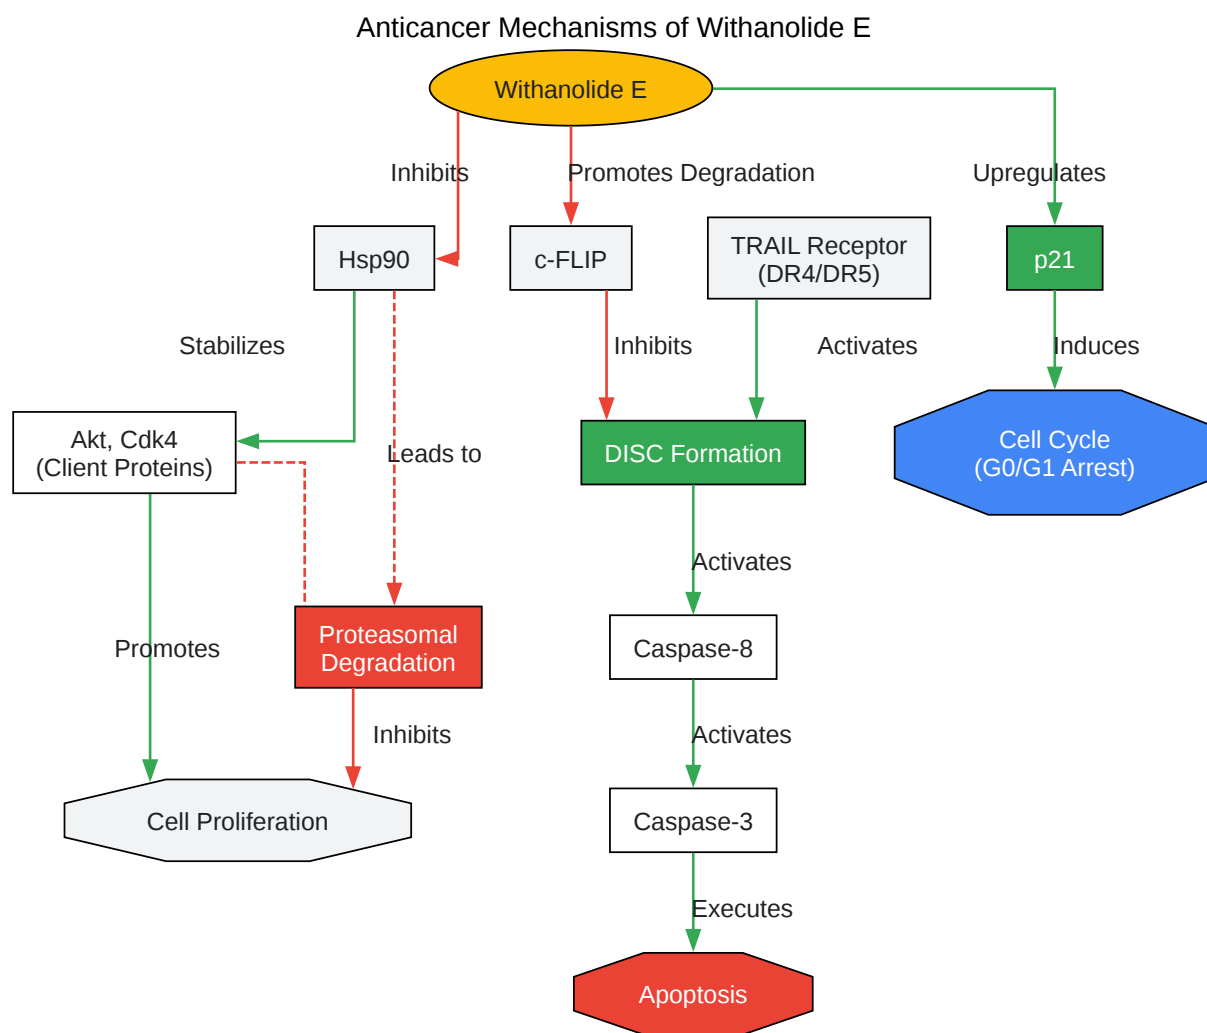 Anticancer Mechanisms of Withanolide E
Withanolide E
Inhibits
Promotes Degradation
Upregulates
Hsp90
c-FLIP
TRAIL Receptor
(DR4/DR5)
p21
Stabilizes
Inhibits
Activates
Induces
Akt, Cdk4
(Client Proteins)
Leads to
DISC Formation
Cell Cycle
(G0/G1 Arrest)
Activates
Promotes
Proteasomal
Degradation
Caspase-8
Inhibits
Activates
Cell Proliferation
Caspase-3
Executes
Apoptosis